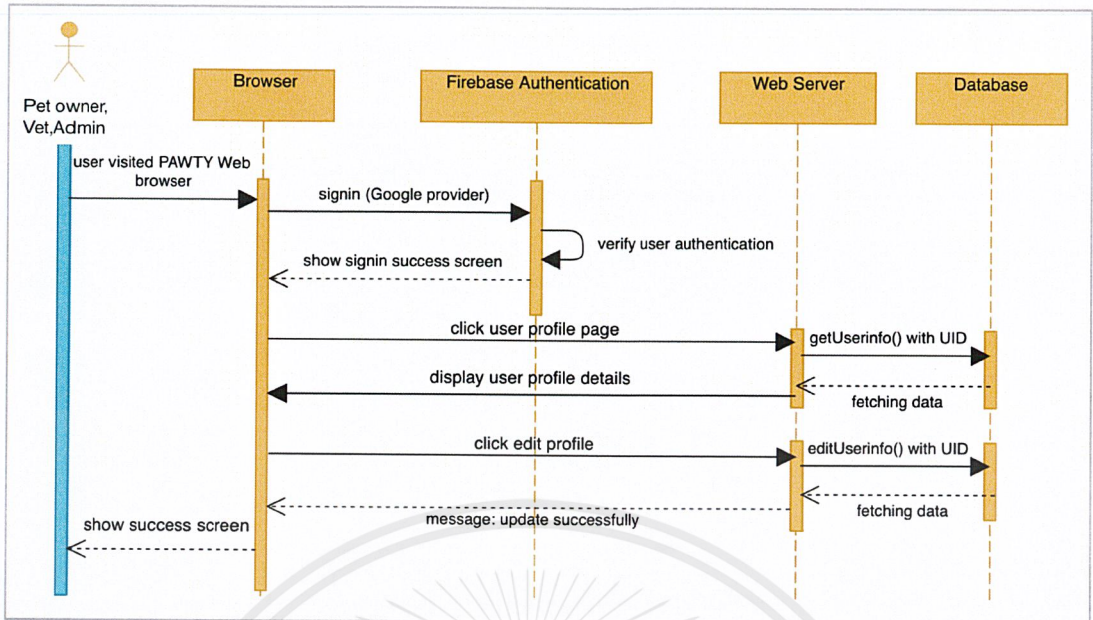 Browser
Firebase Authentication
Web Server
Database
Pet owner,
Vet,Admin
user visited PAWTY Web
browser
signin (Google provider)
verify user authentication
show signin success screen
click user profile page
getUserinfo() with UID
display user profile details
fetching data
click edit profile
editUserinfo() with UID
message: update successfully
fetching data
show success screen